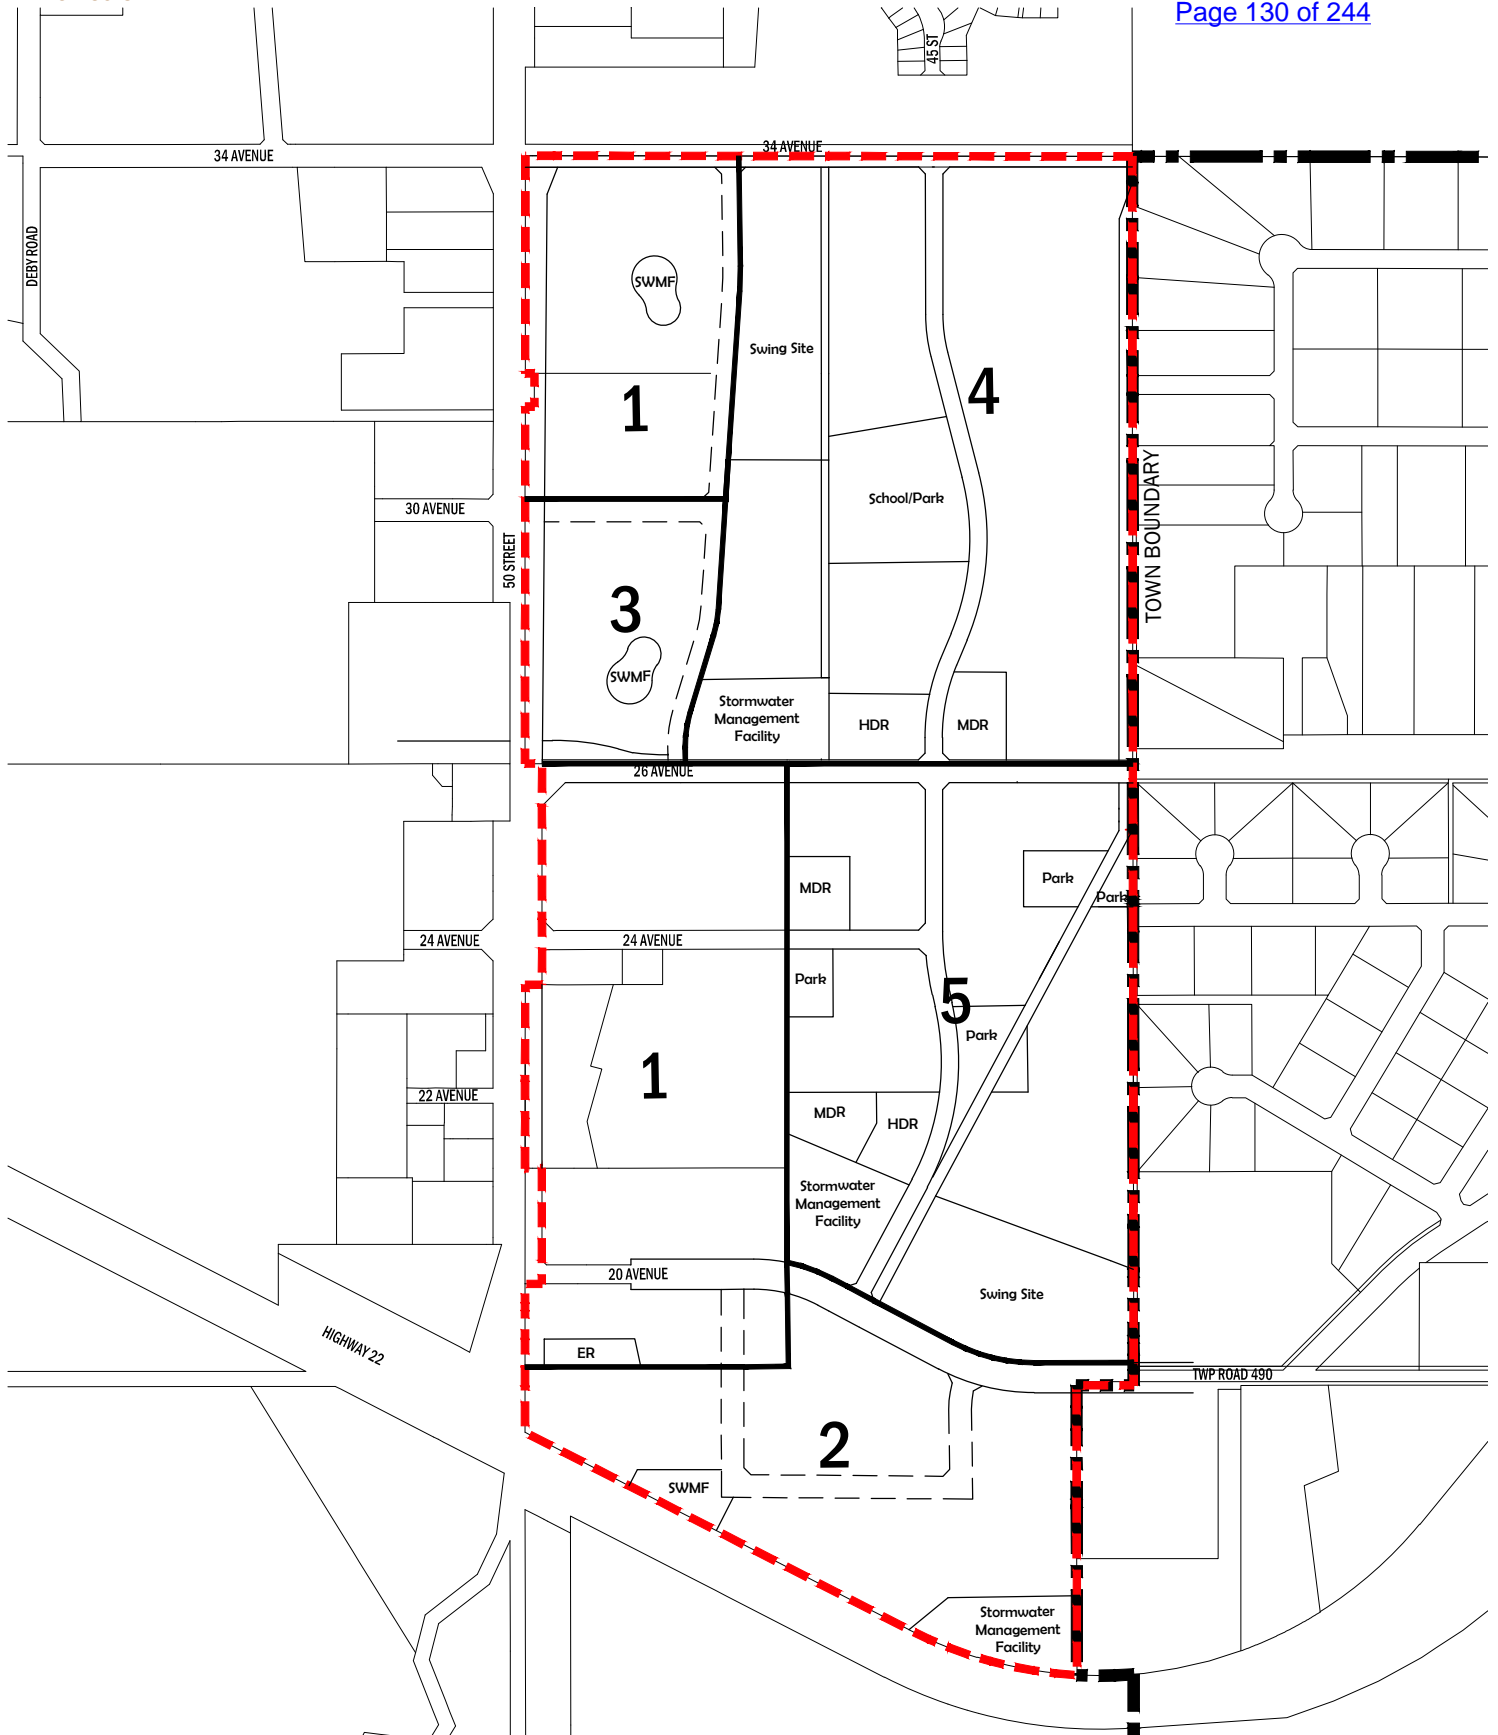 Page 130 of 244
45 ST
34 AVENUE
34 AVENUE
DEBY ROAD
SWMF
Swing Site
4
1
School/Park
TOWN BOUNDARY
30 AVENUE
50 STREET
3
SWMF
Stormwater
Management
Facility
HDR
MDR
26 AVENUE
MDR
Park
Park
24 AVENUE
24 AVENUE
Park
5
Park
1
22 AVENUE
MDR
HDR
Stormwater
Management
Facility
20 AVENUE
Swing Site
HIGHWAY 22
ER
TWP ROAD 490
2
SWMF
Stormwater
Management
Facility